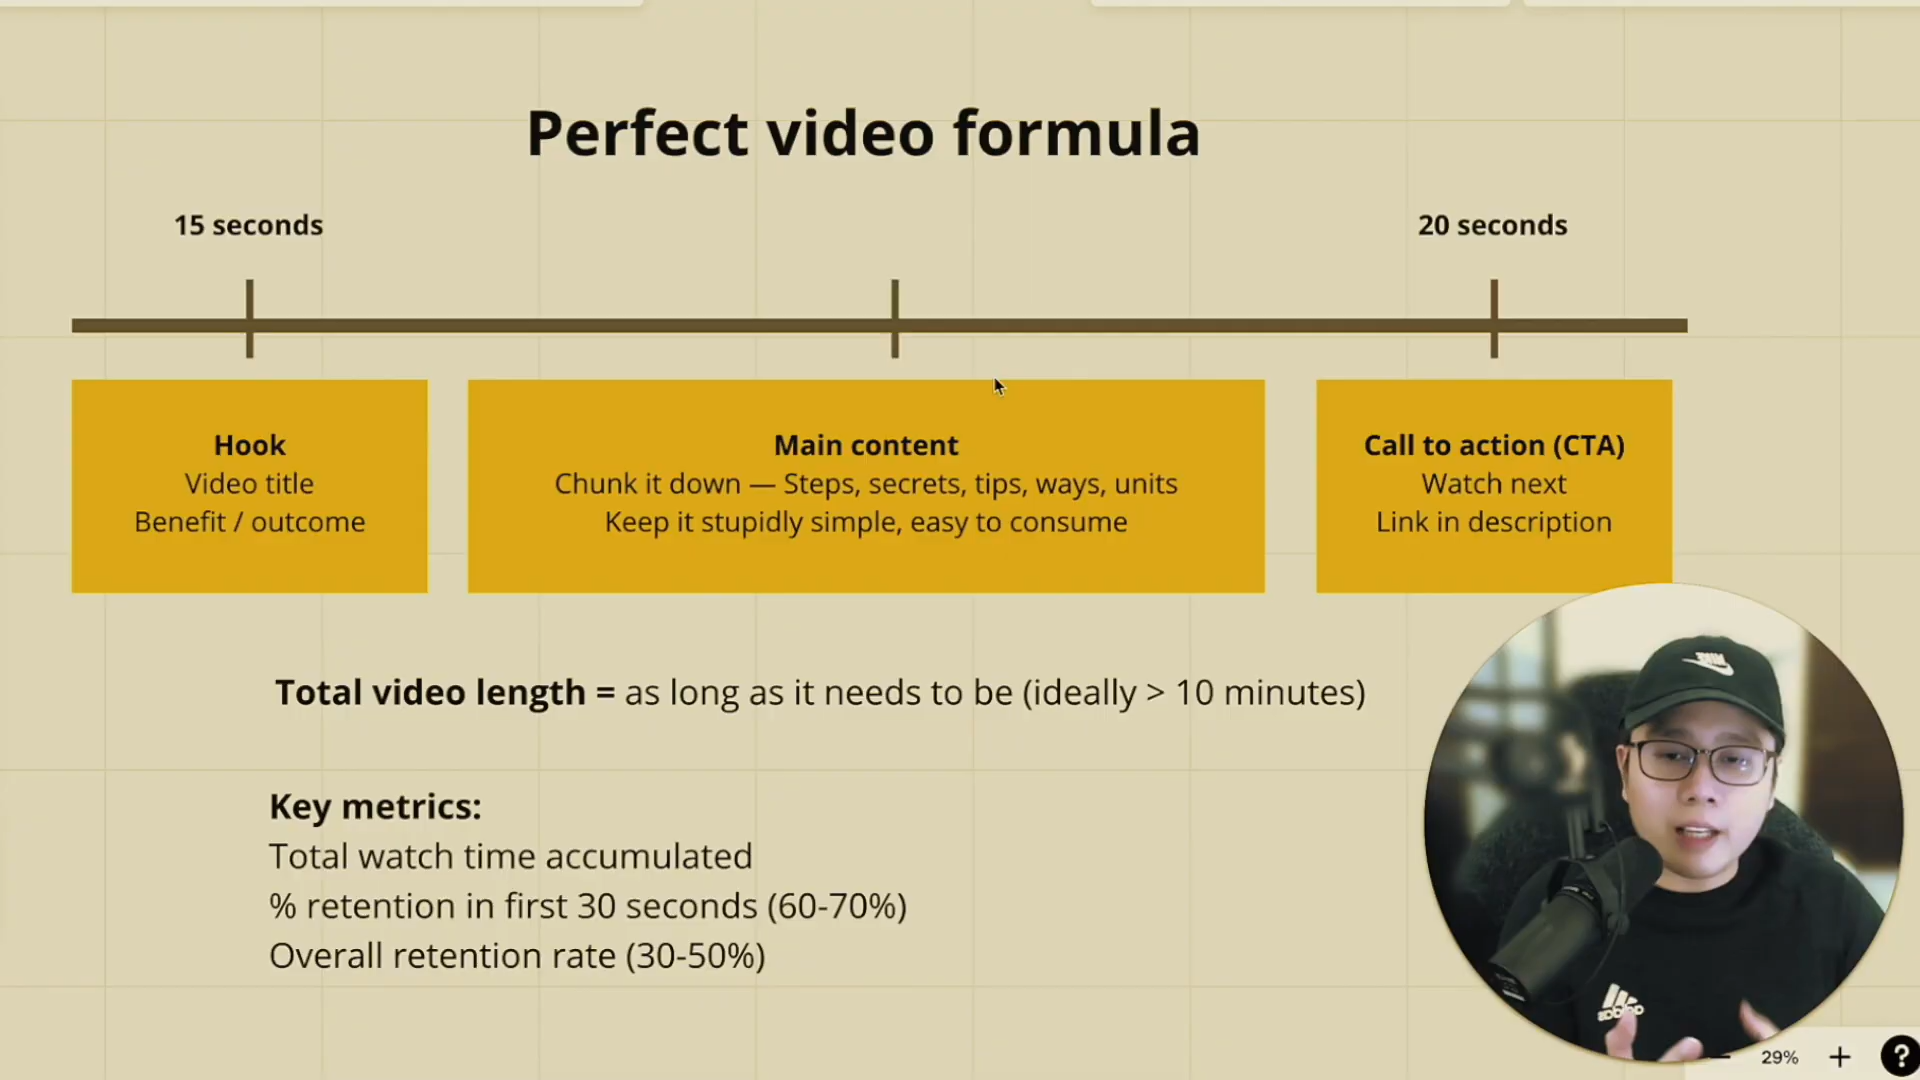 Perfect video formula
15 seconds
20 seconds
Hook
Video title
Benefit / outcome
Main content
Chunk it down — Steps, secrets, tips, ways, units
Keep it stupidly simple, easy to consume
Call to action (CTA)
Watch next
Link in description
Total video length = as long as it needs to be (ideally > 10 minutes)
Key metrics:
Total watch time accumulated
% retention in first 30 seconds (60-70%)
Overall retention rate (30-50%)
adidas
29%
?